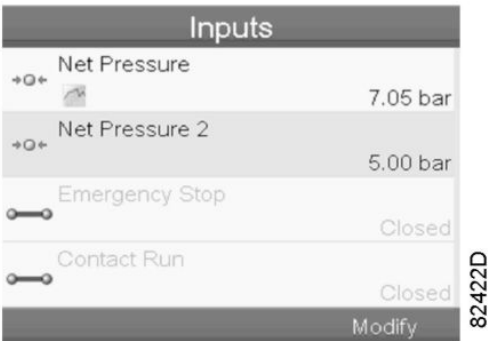 Inputs
Net Pressure
7.05 bar
Net Pressure 2
5.00 bar
Emergency Stop
Closed
Contact Run
Closed
Modify
82422D